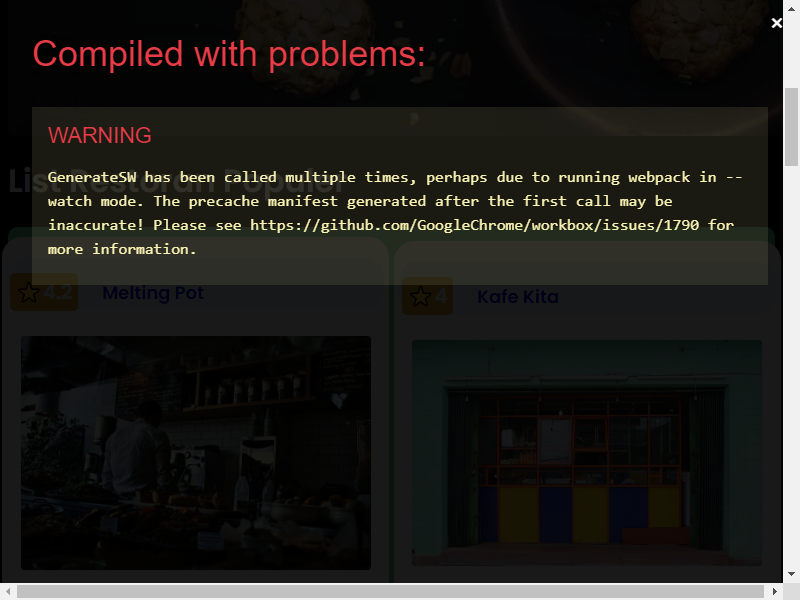 Compiled with problems:
WARNING
GenerateSW has been called multiple times, perhaps due to running webpack in --
watch mode. The precache manifest generated after the first call may be
inaccurate! Please see https://github.com/GoogleChrome/workbox/issues/1790 for
more information.
List Restoran Populer
4.2 Melting Pot
4 Kafe Kita